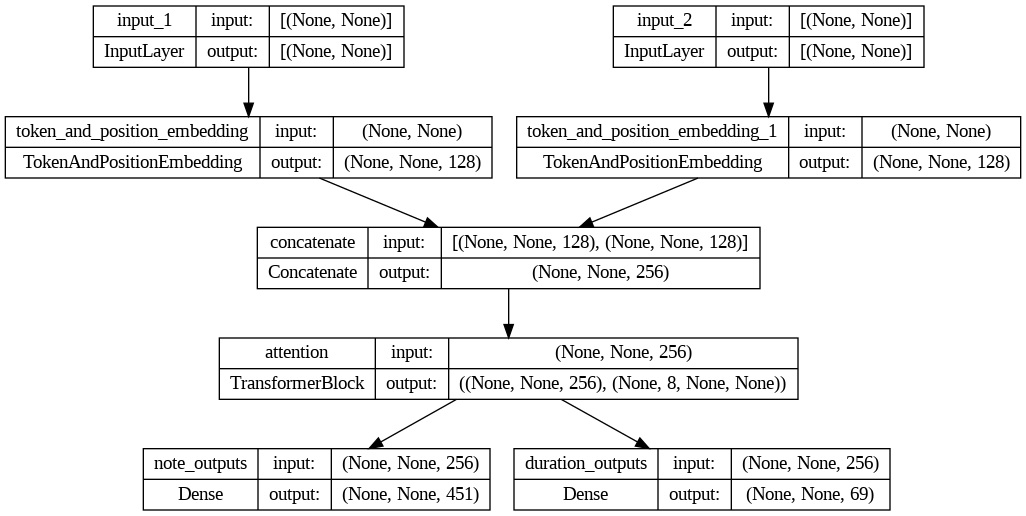 input_1 input: [(None, None)]
InputLayer output: [(None, None)]
input_2 input: [(None, None)]
InputLayer output: [(None, None)]
token_and_position_embedding input: (None, None)
TokenAndPositionEmbedding output: (None, None, 128)
token_and_position_embedding_1 input: (None, None)
TokenAndPositionEmbedding output: (None, None, 128)
concatenate input: [(None, None, 128), (None, None, 128)]
Concatenate output: (None, None, 256)
attention input: (None, None, 256)
TransformerBlock output: ((None, None, 256), (None, 8, None, None))
note_outputs input: (None, None, 256)
Dense output: (None, None, 451)
duration_outputs input: (None, None, 256)
Dense output: (None, None, 69)